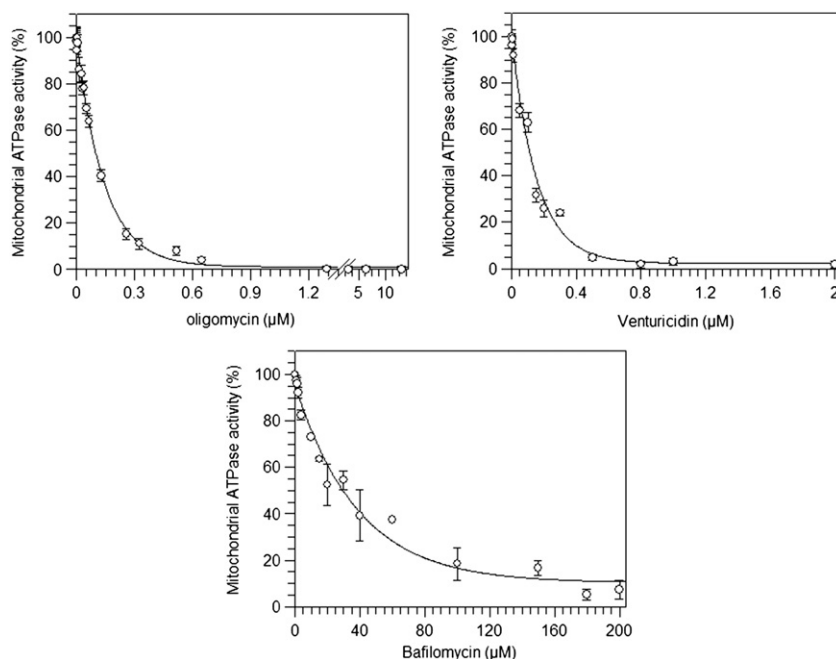 Mitochondrial ATPase activity (%)
100
80
60
40
20
0
0 0.3 0.6 0.9 1.2 5 10
oligomycin (µM)
Mitochondrial ATPase activity (%)
100
80
60
40
20
0
0 0.4 0.8 1.2 1.6 2
Venturicidin (µM)
Mitochondrial ATPase activity (%)
100
80
60
40
20
0
0 40 80 120 160 200
Bafilomycin (µM)